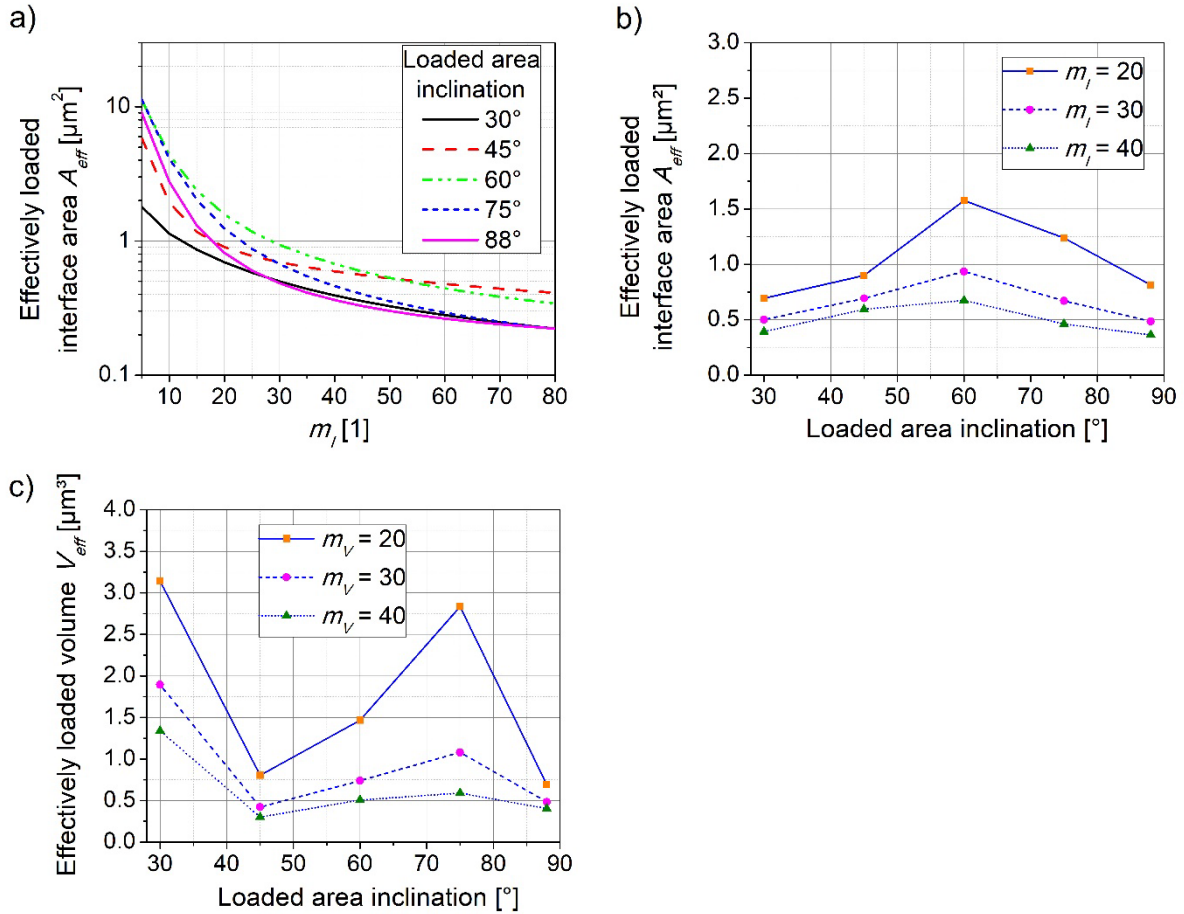 a)
Effectively loaded
interface area A_eff [µm²]
10
1
0.1
10 20 30 40 50 60 70 80
m_I [1]
Loaded area
inclination
30°
45°
60°
75°
88°
b)
Effectively loaded
interface area A_eff [µm²]
3.0
2.5
2.0
1.5
1.0
0.5
0.0
30 40 50 60 70 80 90
Loaded area inclination [°]
m_I = 20
m_I = 30
m_I = 40
c)
Effectively loaded volume V_eff [µm³]
4.0
3.5
3.0
2.5
2.0
1.5
1.0
0.5
0.0
30 40 50 60 70 80 90
Loaded area inclination [°]
m_V = 20
m_V = 30
m_V = 40